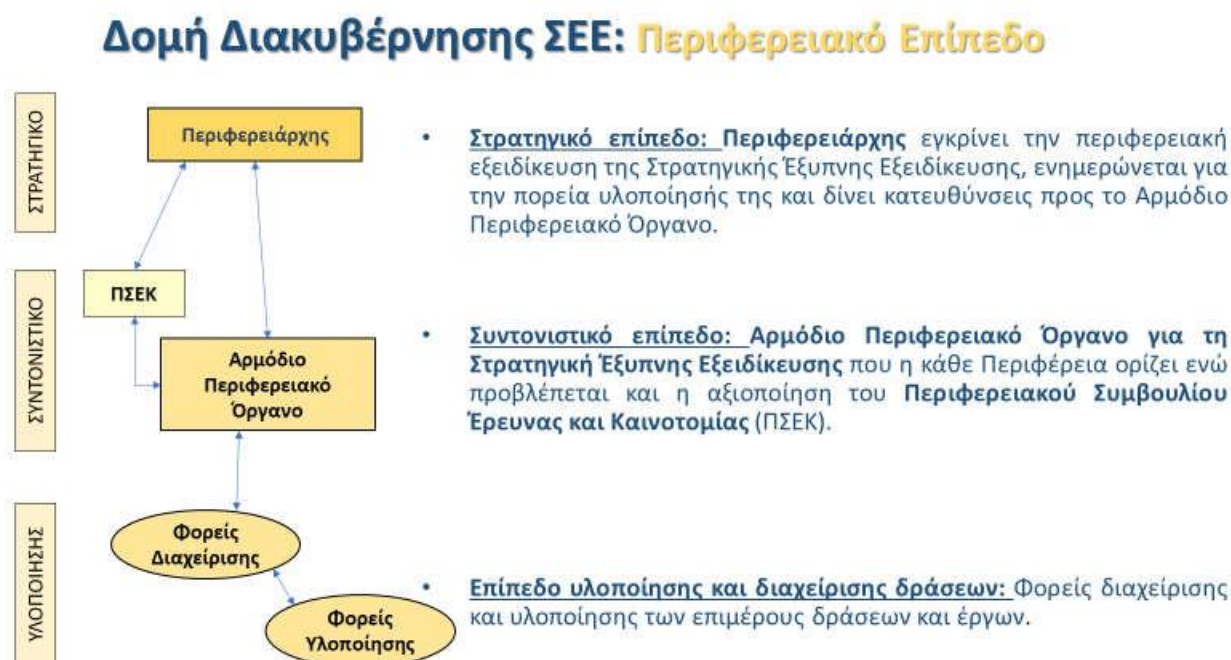 Δομή Διακυβέρνησης ΣΕΕ: Περιφερειακό Επίπεδο
ΣΤΡΑΤΗΓΙΚΟ
Περιφερειάρχης
• Στρατηγικό επίπεδο: Περιφερειάρχης εγκρίνει την περιφερειακή
εξειδίκευση της Στρατηγικής Έξυπνης Εξειδίκευσης, ενημερώνεται για
την πορεία υλοποίησής της και δίνει κατευθύνσεις προς το Αρμόδιο
Περιφερειακό Όργανο.
ΣΥΝΤΟΝΙΣΤΙΚΟ
ΠΣΕΚ
Αρμόδιο
Περιφερειακό
Όργανο
• Συντονιστικό επίπεδο: Αρμόδιο Περιφερειακό Όργανο για τη
Στρατηγική Έξυπνης Εξειδίκευσης που η κάθε Περιφέρεια ορίζει ενώ
προβλέπεται και η αξιοποίηση του Περιφερειακού Συμβουλίου
Έρευνας και Καινοτομίας (ΠΣΕΚ).
ΥΛΟΠΟΙΗΣΗΣ
Φορείς
Διαχείρισης
Φορείς
Υλοποίησης
• Επίπεδο υλοποίησης και διαχείρισης δράσεων: Φορείς διαχείρισης
και υλοποίησης των επιμέρους δράσεων και έργων.